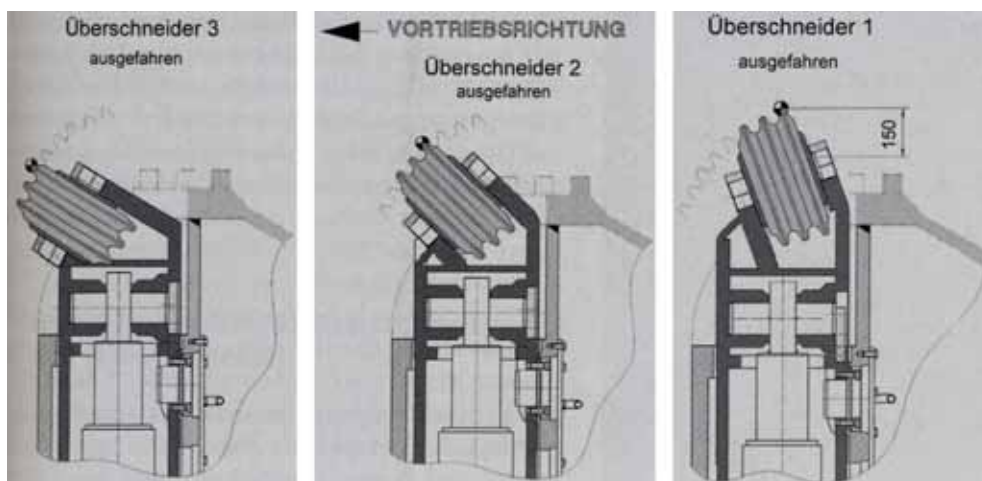 Überschneider 3
ausgefahren
VORTRIEBSRICHTUNG
Überschneider 2
ausgefahren
Überschneider 1
ausgefahren
150